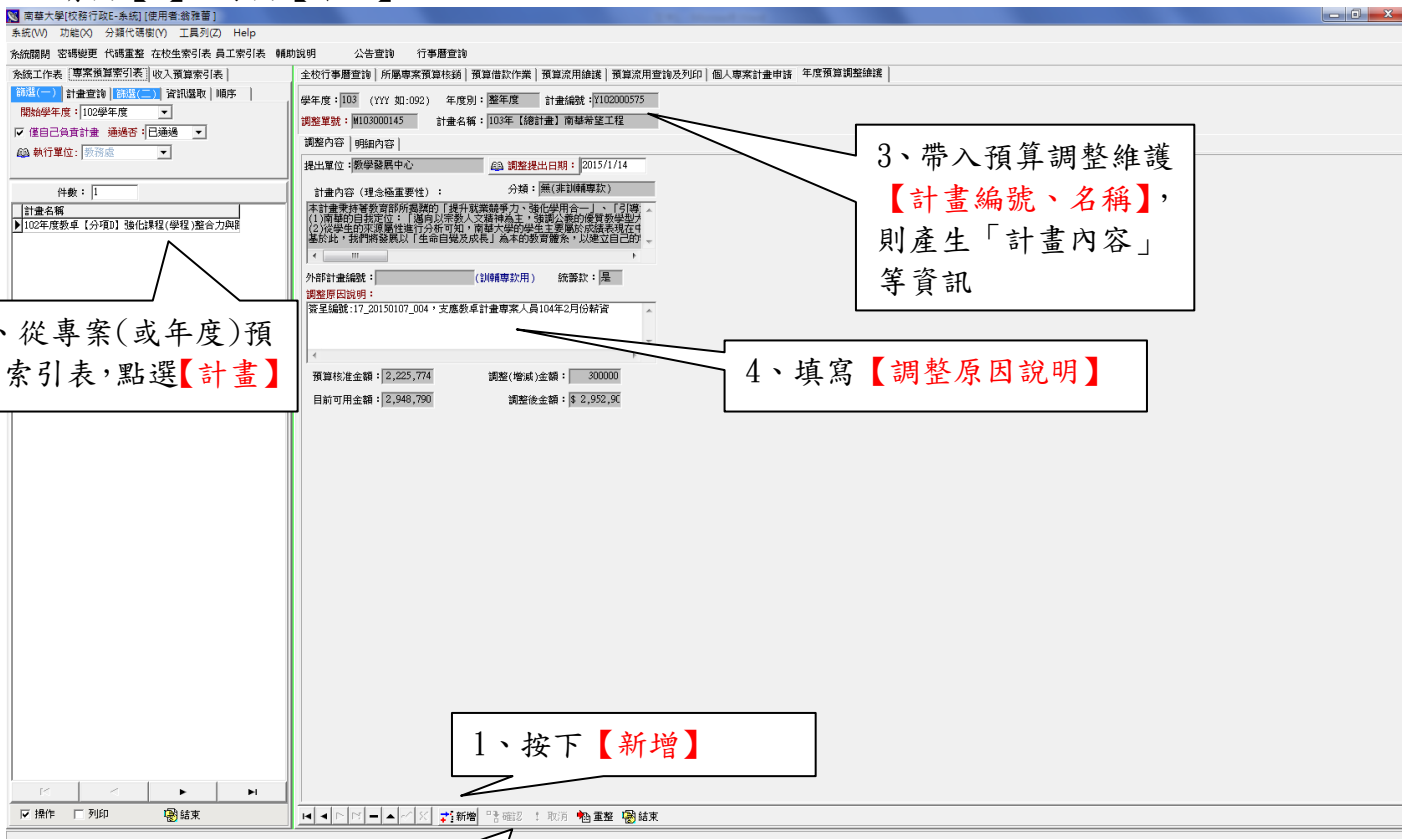 南華大學[校務行政E-系統] [使用者:翁雅蕾]
系統(W) 功能(X) 分類代碼樹(Y) 工具列(Z) Help
系統關閉 密碼變更 代碼重整 在校生索引表 員工索引表 輔助說明 公告查詢 行事曆查詢
系統工作表 專案預算索引表 收入預算索引表
篩選(一) 計畫查詢 篩選(二) 資訊選取 順序
開始學年度：102學年度
僅自己負責計畫 通過否：已通過
執行單位：教務處
件數：1
計畫名稱
102年度教卓【分項D】強化課程(學程)整合力與
全校行事曆查詢 所屬專案預算核銷 預算借款作業 預算流用維護 預算流用查詢及列印 個人專案計畫申請 年度預算調整維護
學年度：103 (YYY 如:092) 年度別：整年度 計畫編號：Y102000575
調整單號：M103000145 計畫名稱：103年【總計畫】南華希望工程
調整內容 明細內容
提出單位：教學發展中心 調整提出日期：2015/1/14
計畫內容 (理念極重要性)： 分類：無(非訓輔專款)
本計畫秉持著教育部所揭櫫的「提升就業競爭力、強化學用合一」、「引導
(1)南華的自我定位：「邁向以宗教人文精神為主，強調公義的優質教學型大
(2)從學生的來源屬性進行分析可知，南華大學的學生主要屬於成績表現在中
基於此，我們將發展以「生命自覺及成長」為本的教育體系，以建立自己的
外部計畫編號： (訓輔專款用) 統籌款：是
調整原因說明：
簽呈編號:17_20150107_004，支應教卓計畫專案人員104年2月份薪資
預算核准金額：2,225,774 調整(增減)金額：300000
目前可用金額：2,948,790 調整後金額：$ 2,952,90
3、帶入預算調整維護
【計畫編號、名稱】，
則產生「計畫內容」
等資訊
、從專案(或年度)預
索引表，點選【計畫】
4、填寫【調整原因說明】
1、按下【新增】
操作 列印 結束
新增 確認 ! 取消 重整 結束